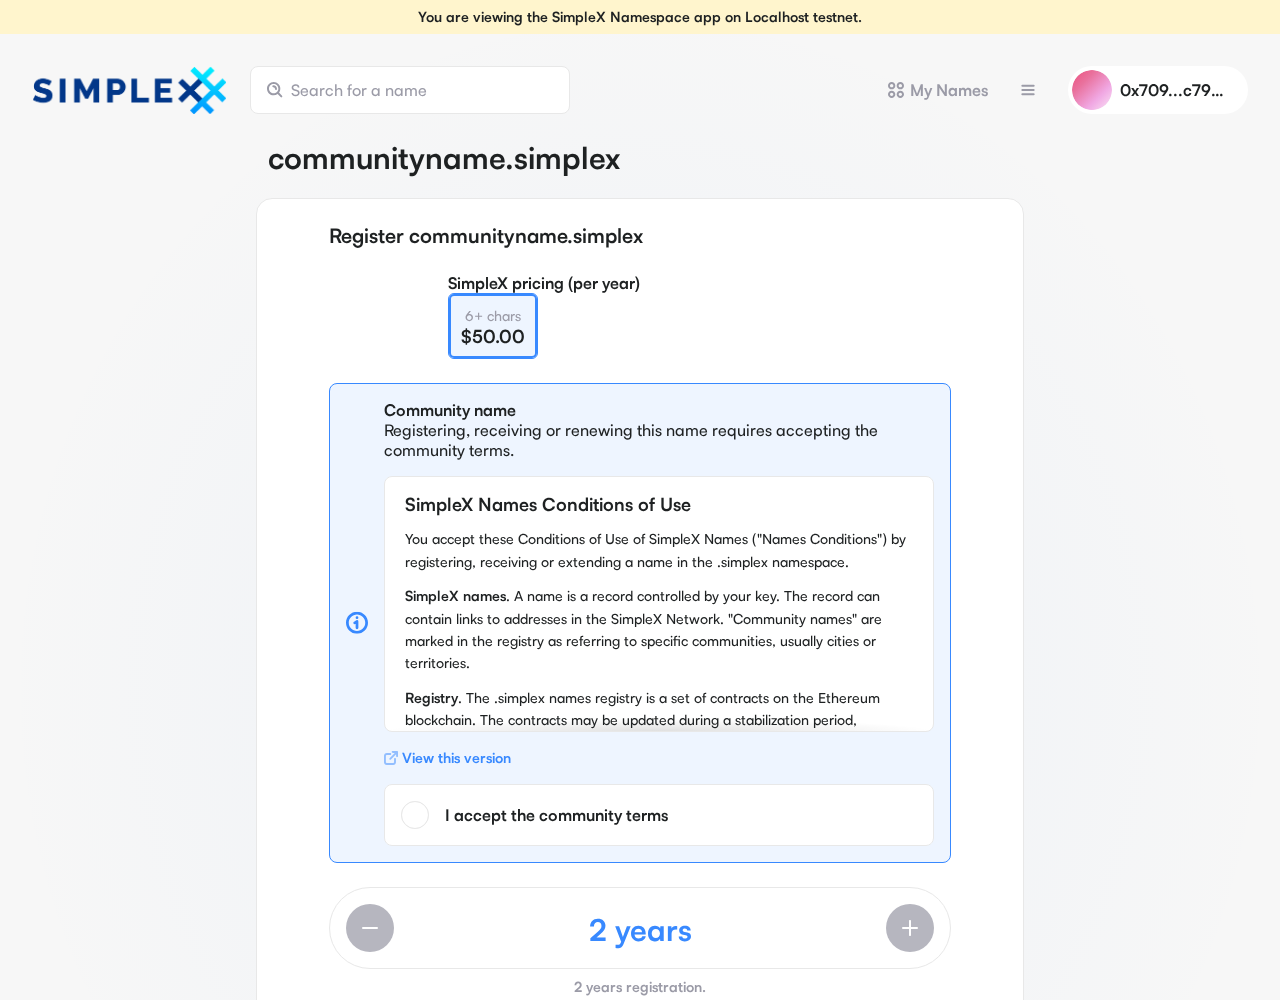 You are viewing the SimpleX Namespace app on Localhost testnet.
SIMPLEX
Search for a name
My Names
0x709...c79...
communityname.simplex
Register communityname.simplex
SimpleX pricing (per year)
6+ chars
$50.00
Community name
Registering, receiving or renewing this name requires accepting the
community terms.
SimpleX Names Conditions of Use
You accept these Conditions of Use of SimpleX Names ("Names Conditions") by
registering, receiving or extending a name in the .simplex namespace.
SimpleX names. A name is a record controlled by your key. The record can
contain links to addresses in the SimpleX Network. "Community names" are
marked in the registry as referring to specific communities, usually cities or
territories.
Registry. The .simplex names registry is a set of contracts on the Ethereum
blockchain. The contracts may be updated during a stabilization period,
View this version
I accept the community terms
2 years
2 years registration.